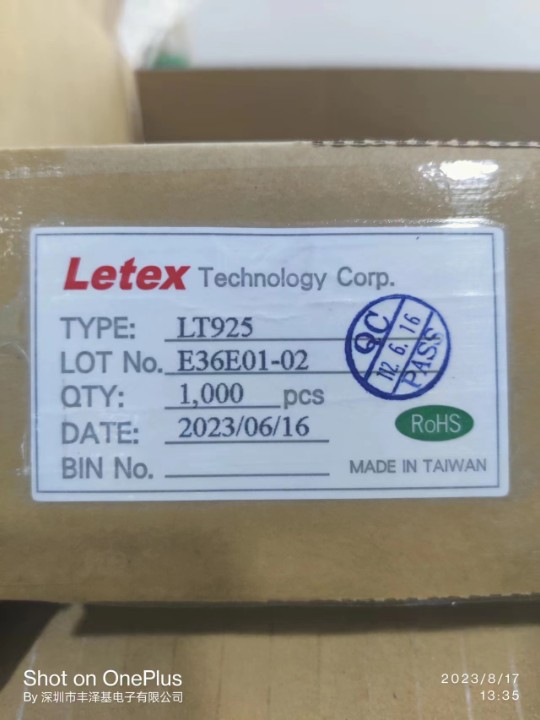 Letex Technology Corp.
TYPE: LT925
LOT No. E36E01-02
QTY: 1,000 pcs
DATE: 2023/06/16
BIN No.
QC
112. 6. 16
PASS
RoHS
MADE IN TAIWAN
Shot on OnePlus
By 深圳市丰泽基电子有限公司
2023/8/17
13:35